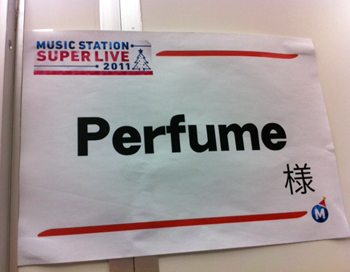 MUSIC STATION
SUPER LIVE
2011
Perfume
様
M